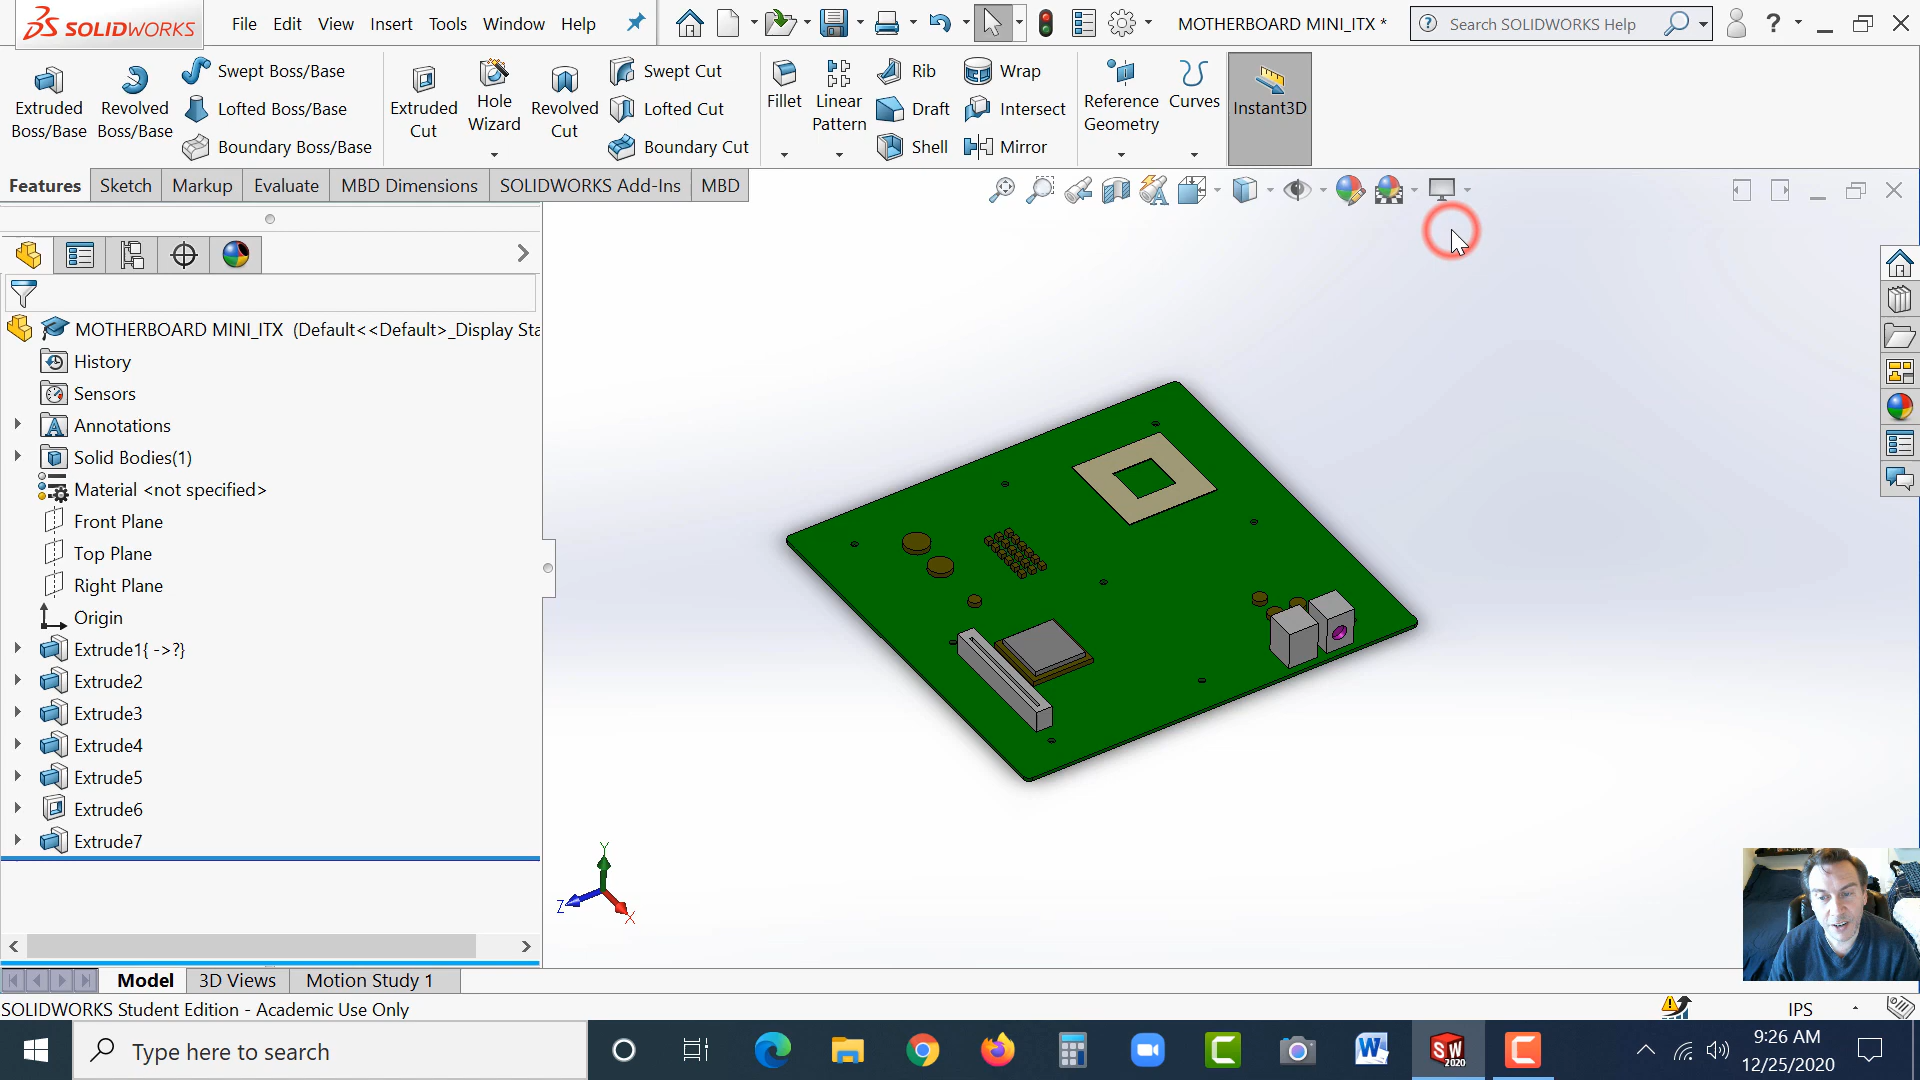 SOLIDWORKS File Edit View Insert Tools Window Help MOTHERBOARD MINI_ITX * Search SOLIDWORKS Help ?
Extruded Boss/Base
Revolved Boss/Base
Swept Boss/Base
Lofted Boss/Base
Boundary Boss/Base
Extruded Cut
Hole Wizard
Revolved Cut
Swept Cut
Lofted Cut
Boundary Cut
Fillet
Linear Pattern
Rib
Draft
Shell
Wrap
Intersect
Mirror
Reference Geometry
Curves
Instant3D
Features Sketch Markup Evaluate MBD Dimensions SOLIDWORKS Add-Ins MBD
MOTHERBOARD MINI_ITX (Default<<Default>_Display Sta
History
Sensors
Annotations
Solid Bodies(1)
Material <not specified>
Front Plane
Top Plane
Right Plane
Origin
Extrude1{ ->?}
Extrude2
Extrude3
Extrude4
Extrude5
Extrude6
Extrude7
Y
Z
X
Model 3D Views Motion Study 1
SOLIDWORKS Student Edition - Academic Use Only IPS
Type here to search
SW
2020
9:26 AM
12/25/2020